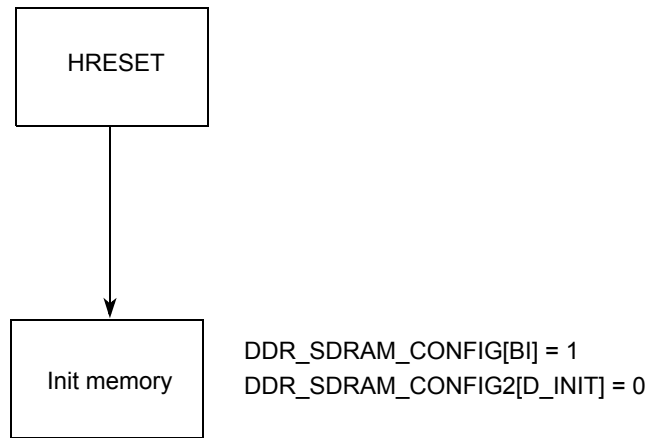 HRESET
Init memory
DDR_SDRAM_CONFIG[BI] = 1
DDR_SDRAM_CONFIG2[D_INIT] = 0